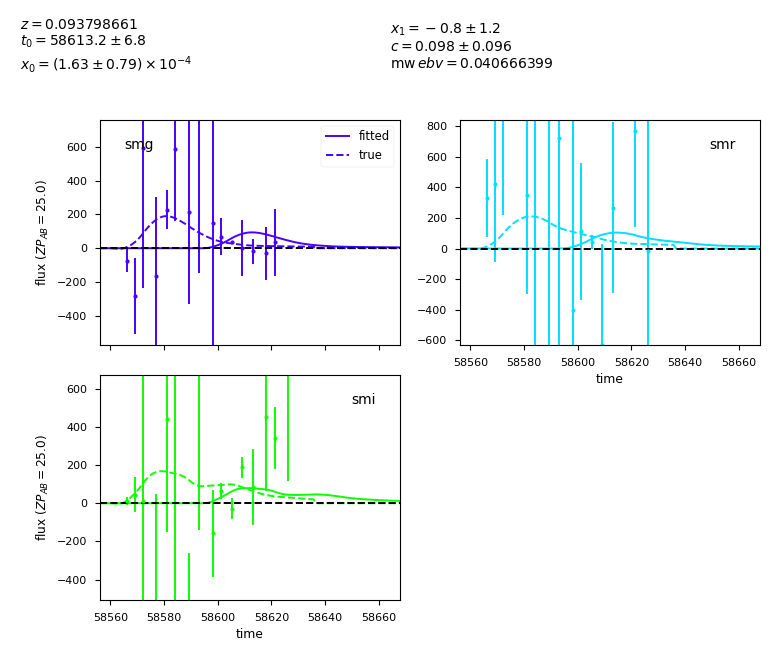 z = 0.093798661
t₀ = 58613.2 ± 6.8
x₀ = (1.63 ± 0.79) × 10⁻⁴
x₁ = −0.8 ± 1.2
c = 0.098 ± 0.096
mw ebv = 0.040666399
smg
fitted
true
600
400
200
0
−200
−400
flux (ZP_AB = 25.0)
smr
800
600
400
200
0
−200
−400
−600
58560 58580 58600 58620 58640 58660
time
smi
600
400
200
0
−200
−400
flux (ZP_AB = 25.0)
58560 58580 58600 58620 58640 58660
time